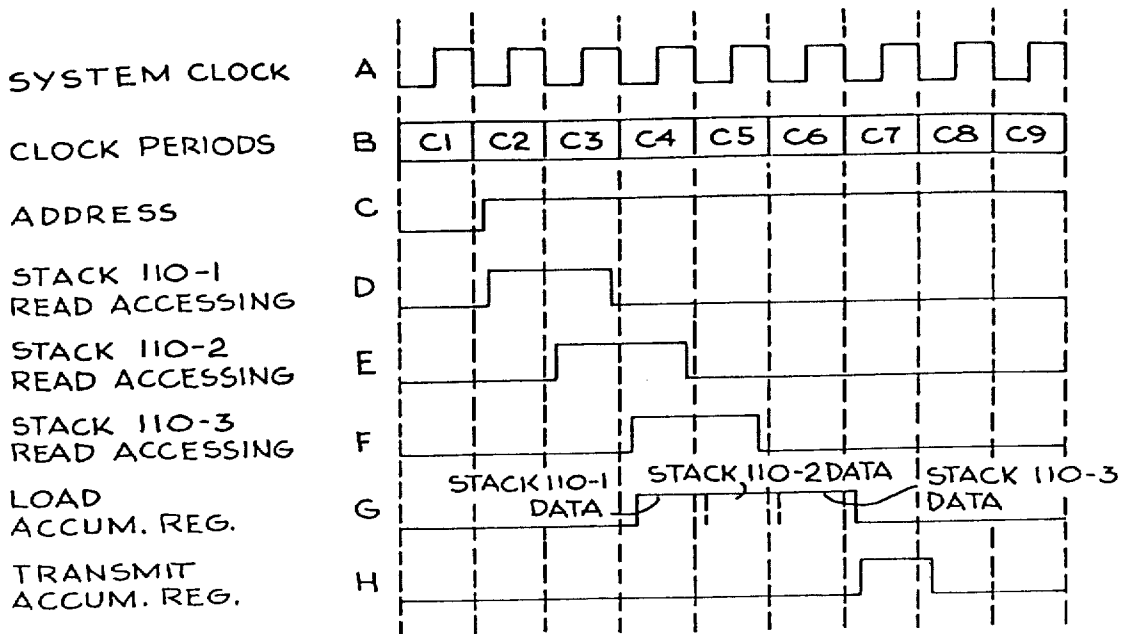 SYSTEM CLOCK A
CLOCK PERIODS B C1 C2 C3 C4 C5 C6 C7 C8 C9
ADDRESS C
STACK 110-1
READ ACCESSING D
STACK 110-2
READ ACCESSING E
STACK 110-3
READ ACCESSING F
LOAD
ACCUM. REG. G
STACK 110-1
DATA
STACK 110-2 DATA
STACK 110-3
DATA
TRANSMIT
ACCUM. REG. H